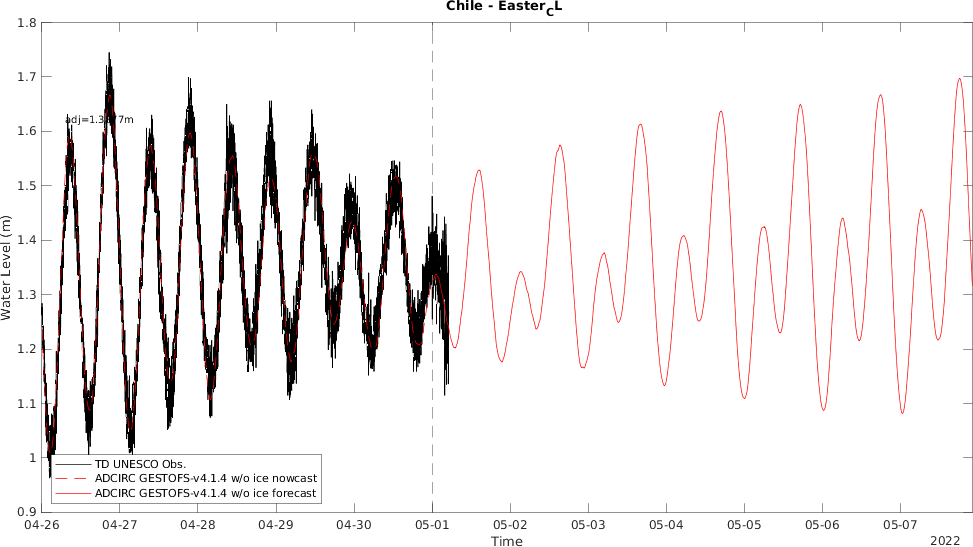 Chile - Easter_CL
1.8
1.7
1.6
1.5
1.4
1.3
1.2
1.1
1
0.9
Water Level (m)
TD UNESCO Obs.
ADCIRC GESTOFS-v4.1.4 w/o ice nowcast
ADCIRC GESTOFS-v4.1.4 w/o ice forecast
04-26 04-27 04-28 04-29 04-30 05-01 05-02 05-03 05-04 05-05 05-06 05-07
Time
2022